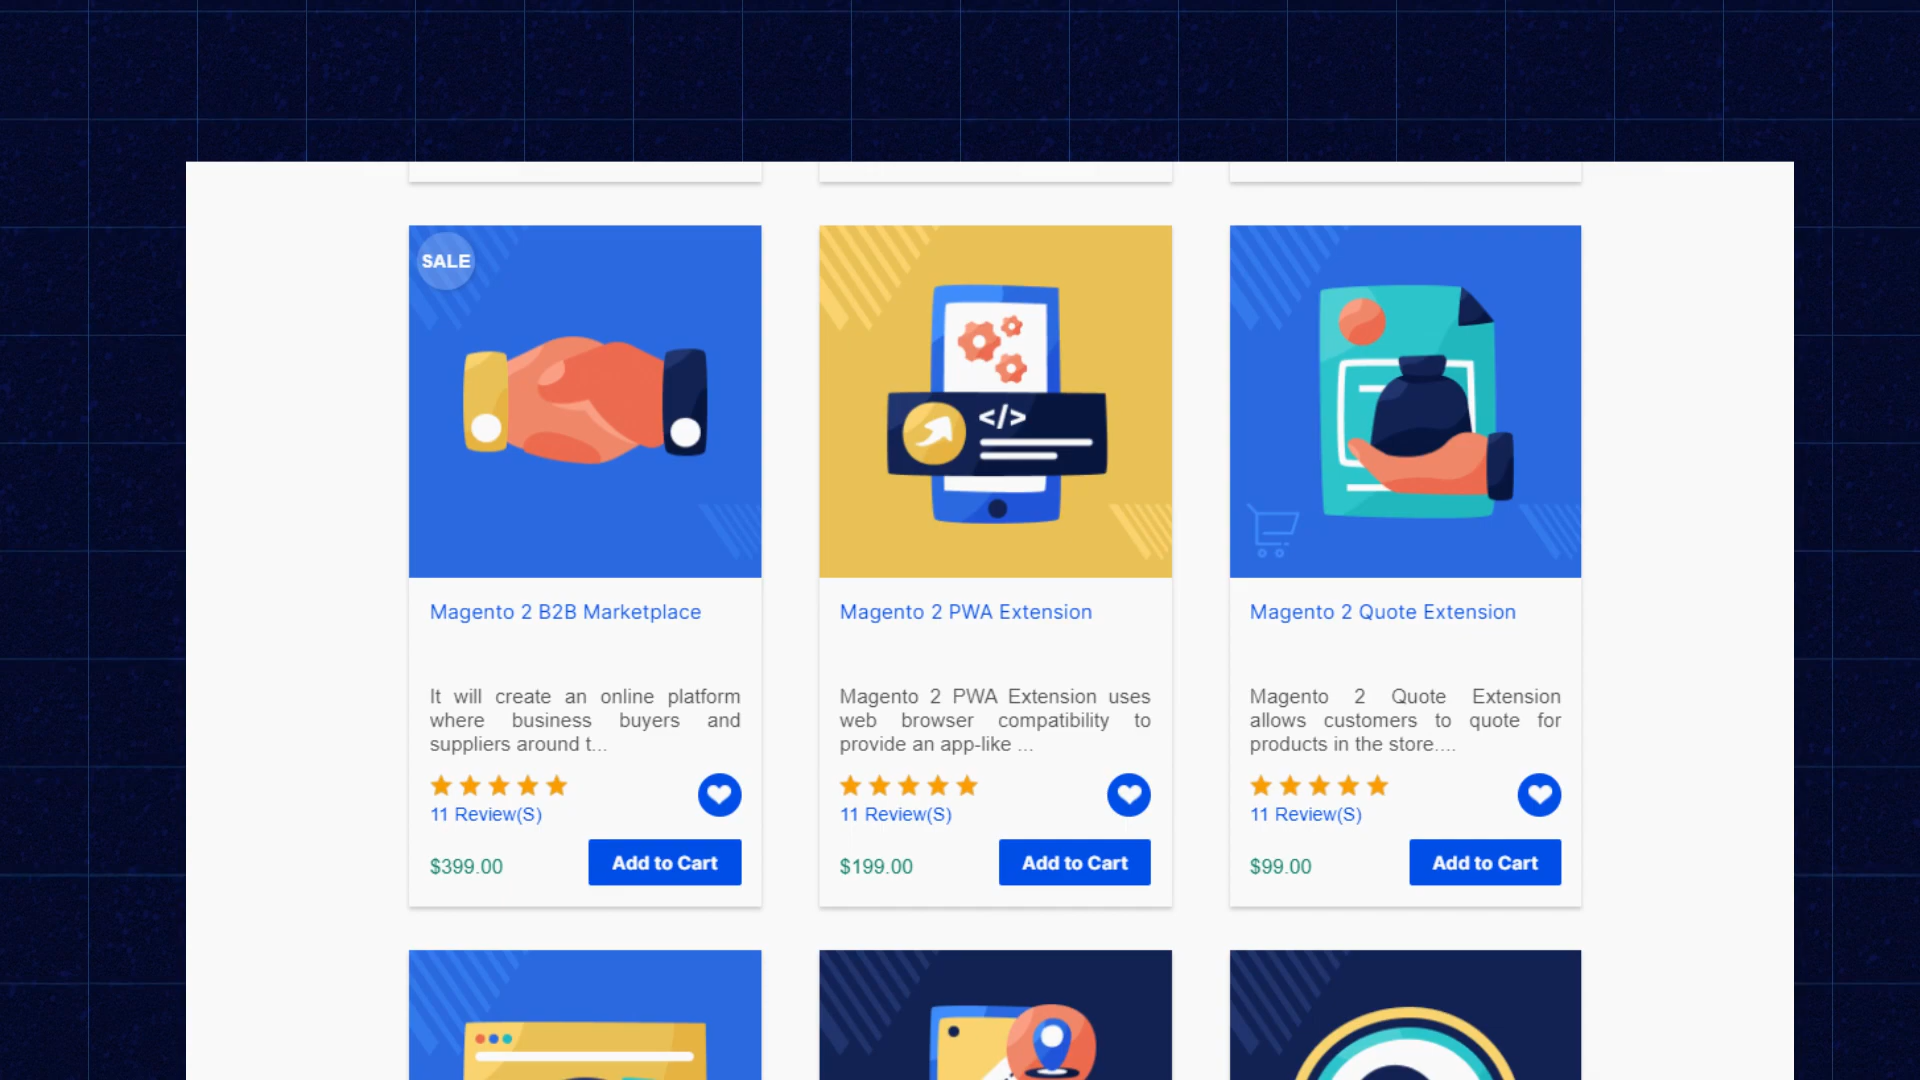 SALE
</>
Magento 2 B2B Marketplace
It will create an online platform
where business buyers and
suppliers around t...
11 Review(S)
$399.00
Add to Cart
Magento 2 PWA Extension
Magento 2 PWA Extension uses
web browser compatibility to
provide an app-like ...
11 Review(S)
$199.00
Add to Cart
Magento 2 Quote Extension
Magento 2 Quote Extension
allows customers to quote for
products in the store....
11 Review(S)
$99.00
Add to Cart